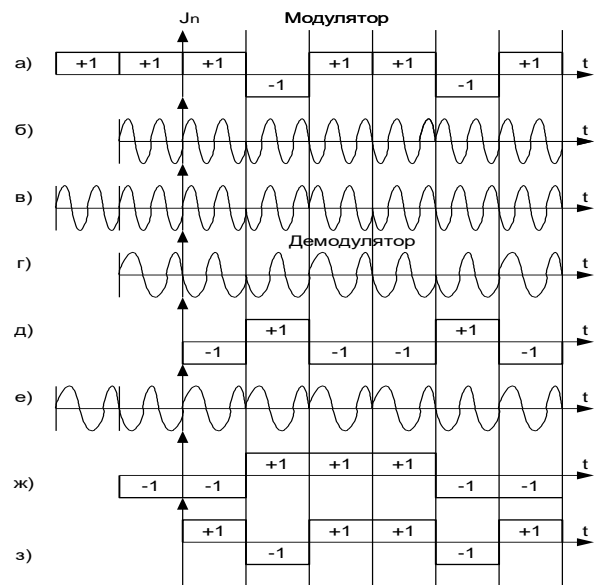 Jn Модулятор
а) +1 +1 +1 -1 +1 +1 -1 +1 t
б) t
в) t
Демодулятор
г) t
д) -1 +1 -1 -1 +1 -1 t
е) t
ж) -1 -1 +1 +1 +1 -1 -1 t
з) +1 -1 +1 +1 -1 +1 t